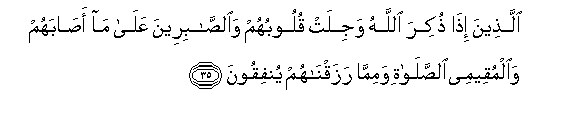 ٱلَّذِينَ إِذَا ذُكِرَ ٱللَّهُ وَجِلَتْ قُلُوبُهُمْ وَٱلصَّـٰبِرِينَ عَلَىٰ مَآ أَصَابَهُمْ
وَٱلْمُقِيمِى ٱلصَّلَوٰةِ وَمِمَّا رَزَقْنَـٰهُمْ يُنفِقُونَ ٣٥